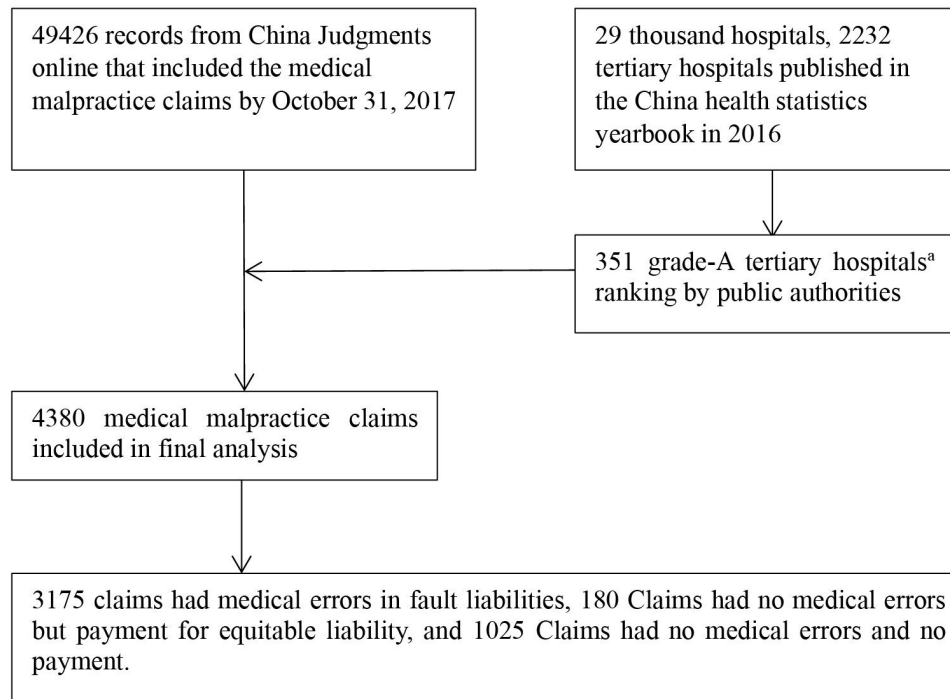 49426 records from China Judgments
online that included the medical
malpractice claims by October 31, 2017
29 thousand hospitals, 2232
tertiary hospitals published in
the China health statistics
yearbook in 2016
351 grade-A tertiary hospitalsᵃ
ranking by public authorities
4380 medical malpractice claims
included in final analysis
3175 claims had medical errors in fault liabilities, 180 Claims had no medical errors
but payment for equitable liability, and 1025 Claims had no medical errors and no
payment.